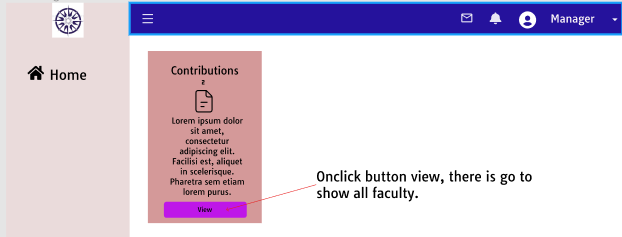 Manager
Home
Contributions
2
Lorem ipsum dolor
sit amet,
consectetur
adipiscing elit.
Facilisi est, aliquet
in scelerisque.
Pharetra sem etiam
lorem purus.
View
Onclick button view, there is go to
show all faculty.